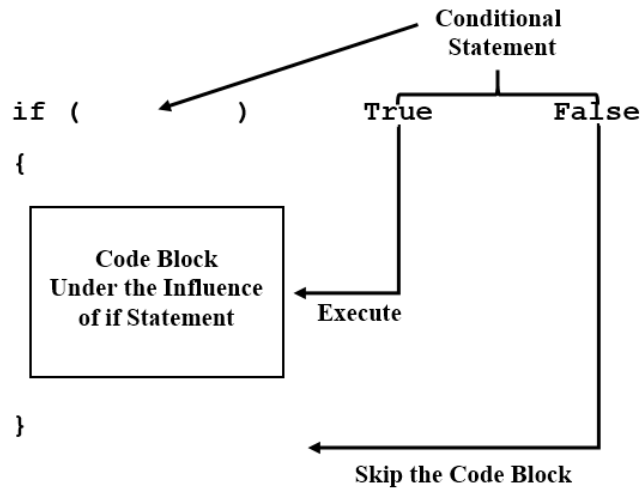 Conditional
Statement
if (          )          True          False
{
Code Block
Under the Influence
of if Statement
Execute
}
Skip the Code Block